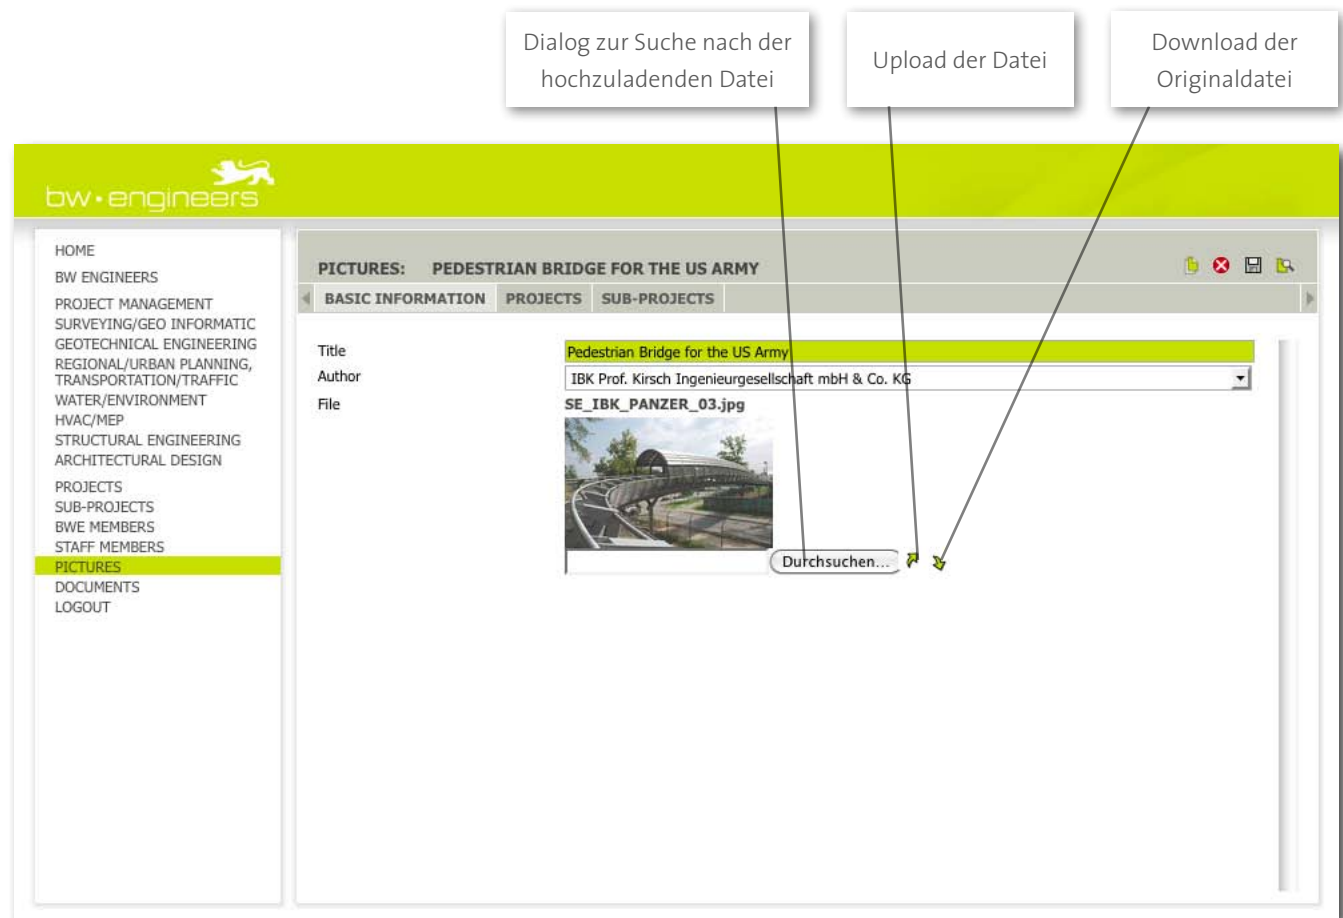 Dialog zur Suche nach der
hochzuladenden Datei
Upload der Datei
Download der
Originaldatei
bw•engineers
HOME
BW ENGINEERS
PROJECT MANAGEMENT
SURVEYING/GEO INFORMATIC
GEOTECHNICAL ENGINEERING
REGIONAL/URBAN PLANNING,
TRANSPORTATION/TRAFFIC
WATER/ENVIRONMENT
HVAC/MEP
STRUCTURAL ENGINEERING
ARCHITECTURAL DESIGN
PROJECTS
SUB-PROJECTS
BWE MEMBERS
STAFF MEMBERS
PICTURES
DOCUMENTS
LOGOUT
PICTURES: PEDESTRIAN BRIDGE FOR THE US ARMY
BASIC INFORMATION PROJECTS SUB-PROJECTS
Title Pedestrian Bridge for the US Army
Author IBK Prof. Kirsch Ingenieurgesellschaft mbH & Co. KG
File SE_IBK_PANZER_03.jpg
Durchsuchen...